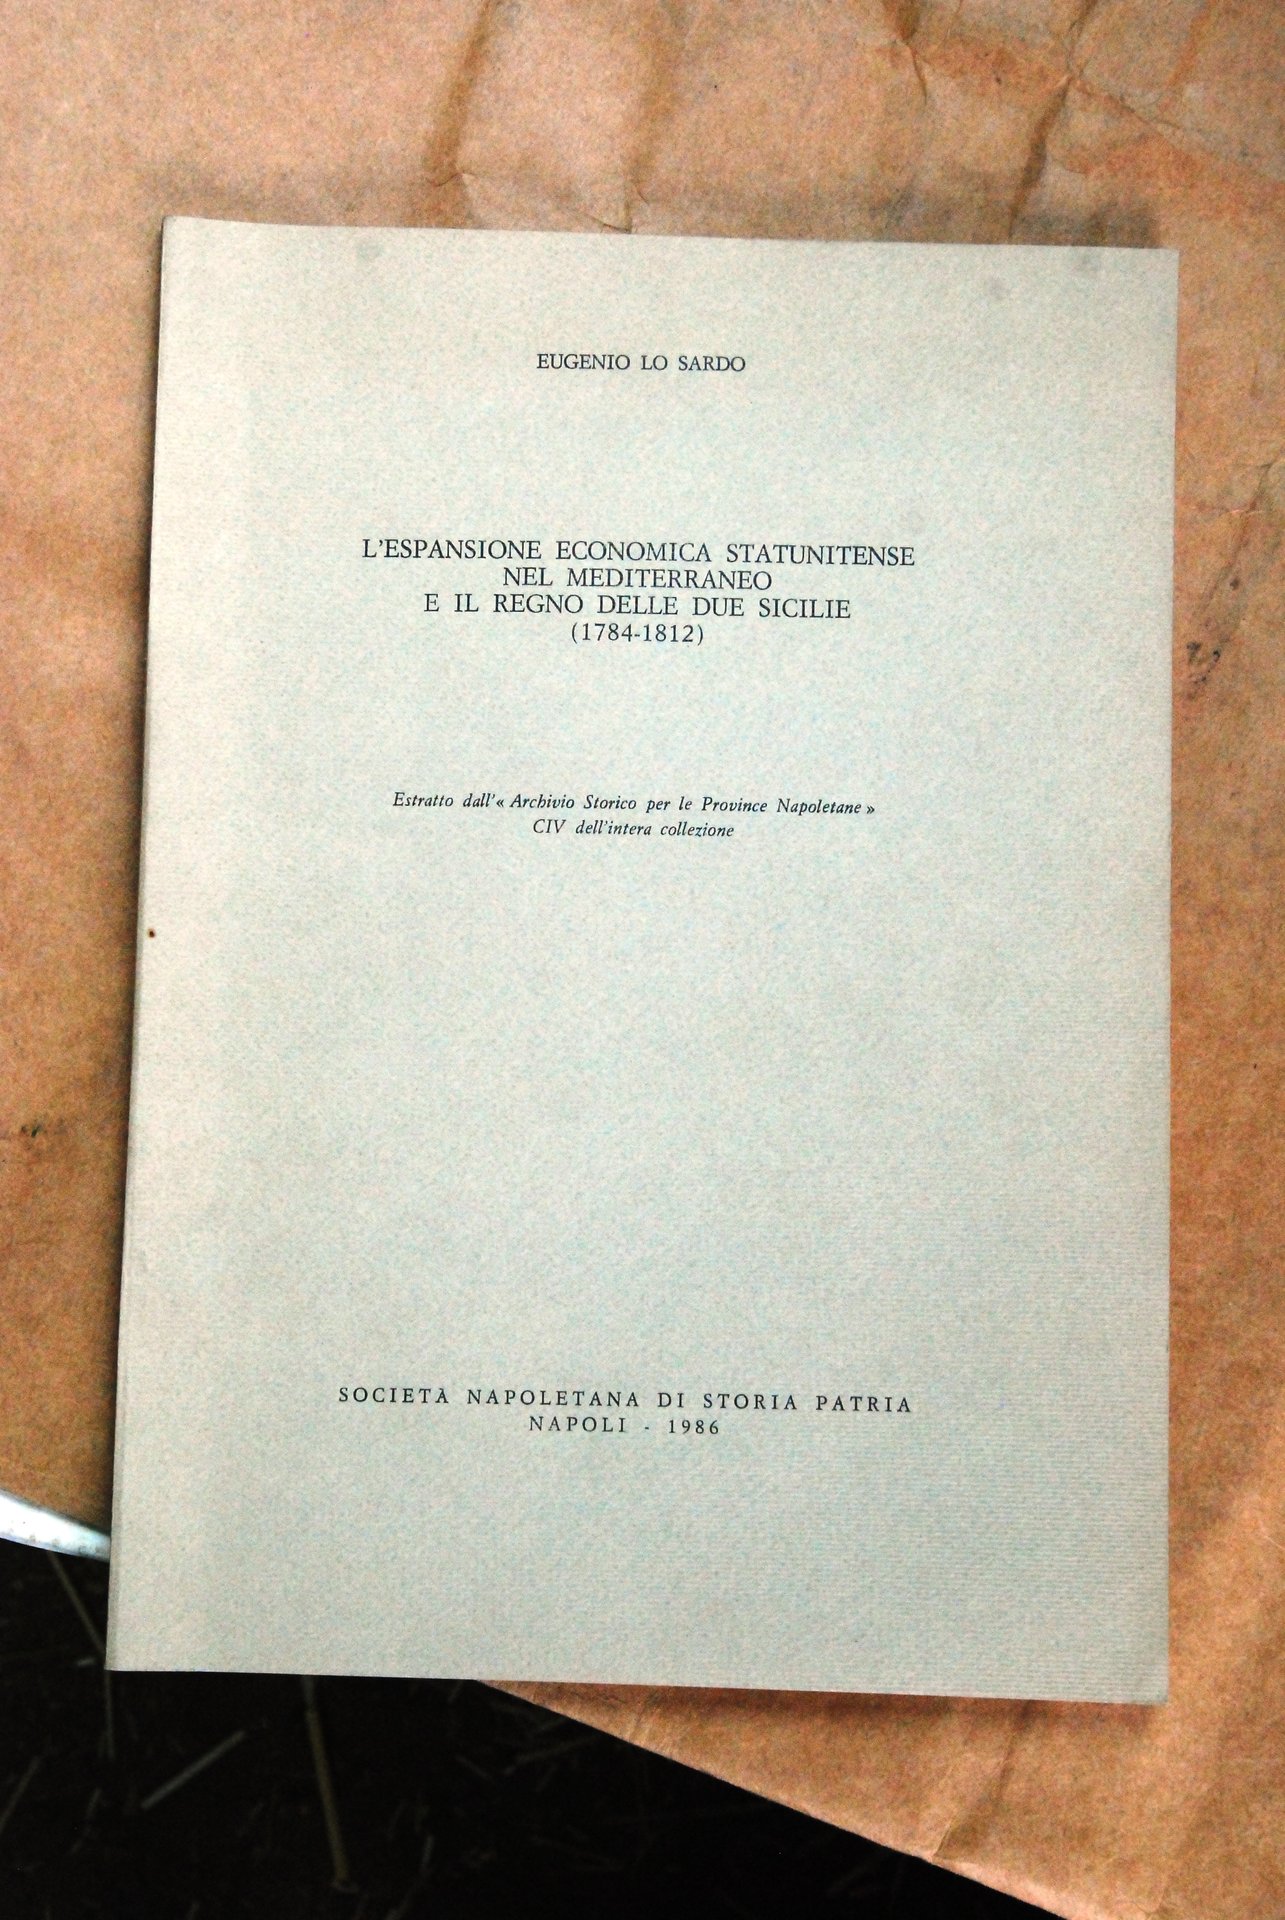 EUGENIO LO SARDO
L'ESPANSIONE ECONOMICA STATUNITENSE
NEL MEDITERRANEO
E IL REGNO DELLE DUE SICILIE
(1784-1812)
Estratto dall'« Archivio Storico per le Province Napoletane »
CIV dell'intera collezione
SOCIETÀ NAPOLETANA DI STORIA PATRIA
NAPOLI - 1986